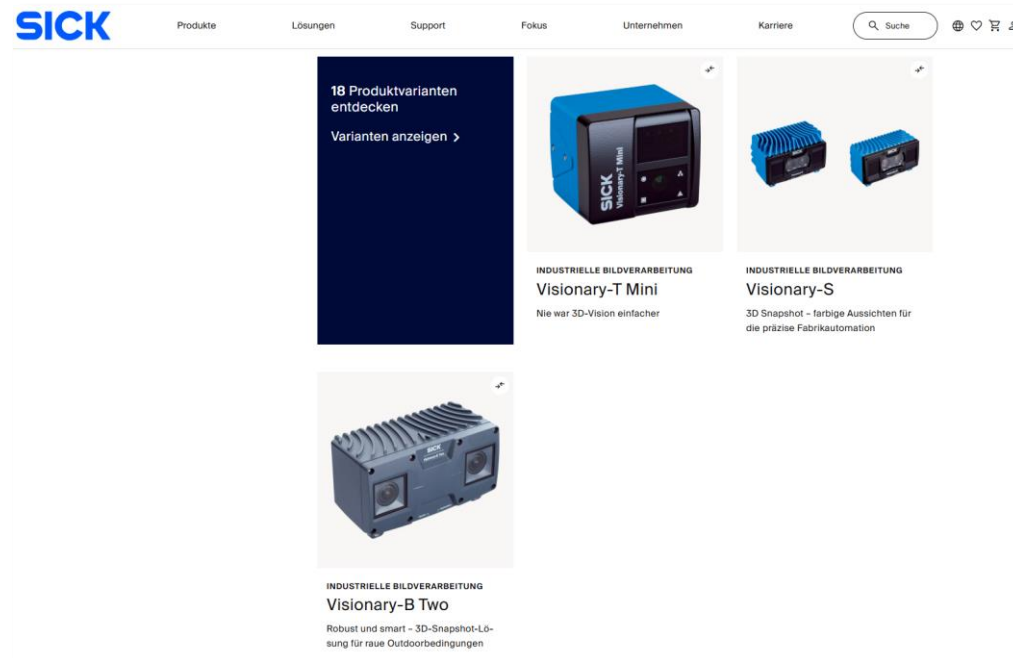 SICK
Produkte
Lösungen
Support
Fokus
Unternehmen
Karriere
Suche
18 Produktvarianten
entdecken
Varianten anzeigen
SICK
Visionary-T Mini
INDUSTRIELLE BILDVERARBEITUNG
Visionary-T Mini
Nie war 3D-Vision einfacher
INDUSTRIELLE BILDVERARBEITUNG
Visionary-S
3D Snapshot – farbige Aussichten für
die präzise Fabrikautomation
SICK
INDUSTRIELLE BILDVERARBEITUNG
Visionary-B Two
Robust und smart – 3D-Snapshot-Lö-
sung für raue Outdoorbedingungen